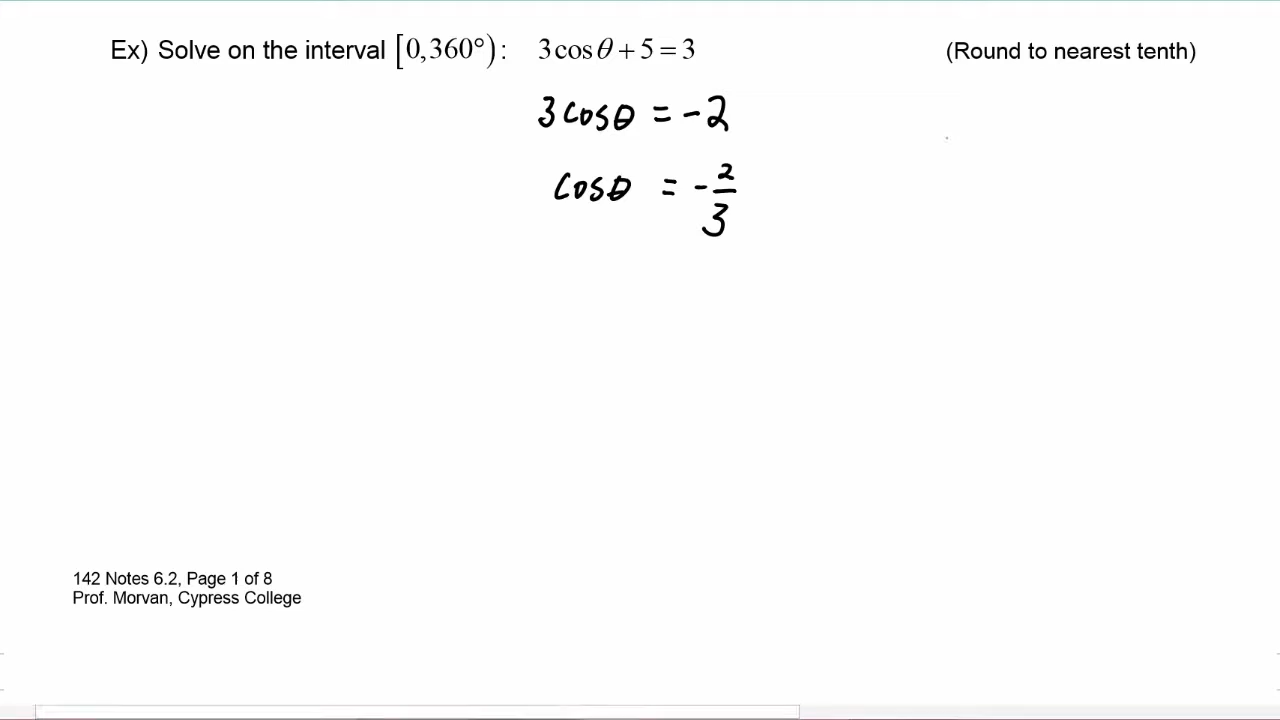 Ex) Solve on the interval [0,360°): 3cosθ+5=3 (Round to nearest tenth)
3cosθ = -2
cosθ = -2/3
142 Notes 6.2, Page 1 of 8
Prof. Morvan, Cypress College